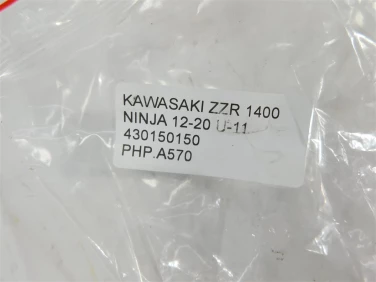 KAWASAKI ZZR 1400
NINJA 12-20 U-11
430150150
PHP.A570